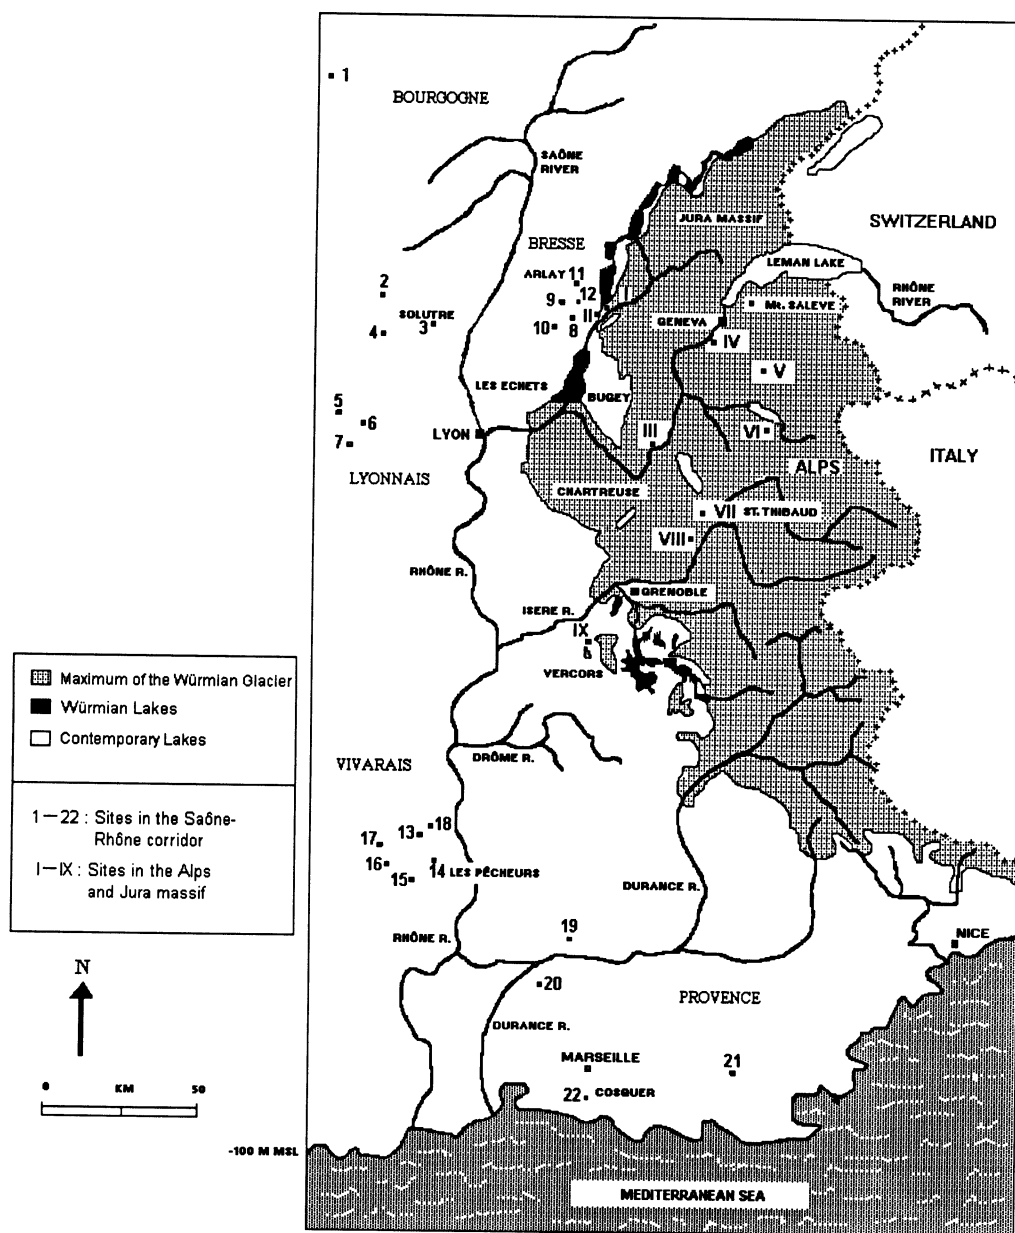 1
BOURGOGNE
SAÔNE
RIVER
JURA MASSIF
SWITZERLAND
BRESSE
LEMAN LAKE
ARLAY 11
2
RHÔNE
RIVER
9
12
I
Mt. SALEVE
SOLUTRE
3
II
GENEVA
4
10
8
IV
V
LES ECHETS
BUGEY
5
6
LYON
III
VI
7
ALPS
ITALY
LYONNAIS
CHARTREUSE
VII ST. THIBAUD
VIII
RHÔNE R.
GRENOBLE
ISERE R.
IX
VERCORS
Maximum of the Würmian Glacier
Würmian Lakes
Contemporary Lakes
DRÔME R.
VIVARAIS
1—22 : Sites in the Saône-
Rhône corridor
I—IX : Sites in the Alps
and Jura massif
18
13
17
16
14 LES PÊCHEURS
15
DURANCE R.
19
RHÔNE R.
NICE
N
20
PROVENCE
DURANCE R.
MARSEILLE
21
0 KM 50
22 COSQUER
-100 M MSL
MEDITERRANEAN SEA